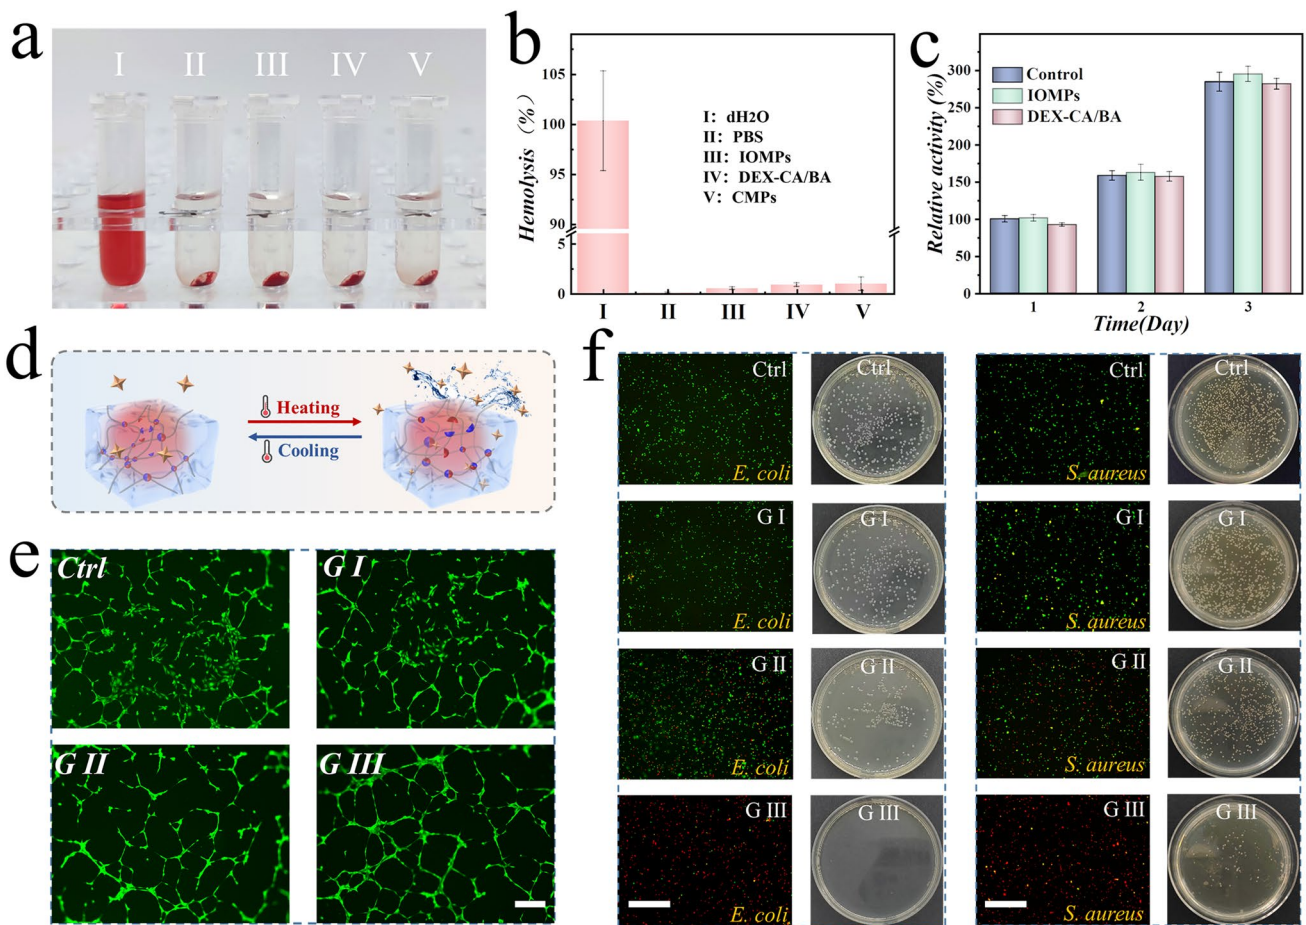 a
I II III IV V
b
Hemolysis (%)
105
100
95
90
5
0
I: dH2O
II: PBS
III: IOMPs
IV: DEX-CA/BA
V: CMPs
I II III IV V
c
Relative activity (%)
300
250
200
150
100
50
0
Control
IOMPs
DEX-CA/BA
1 2 3
Time(Day)
d
Heating
Cooling
e
Ctrl
G I
G II
G III
f
Ctrl
E. coli
Ctrl
Ctrl
S. aureus
Ctrl
G I
E. coli
G I
G I
S. aureus
G I
G II
E. coli
G II
G II
S. aureus
G II
G III
E. coli
G III
G III
S. aureus
G III